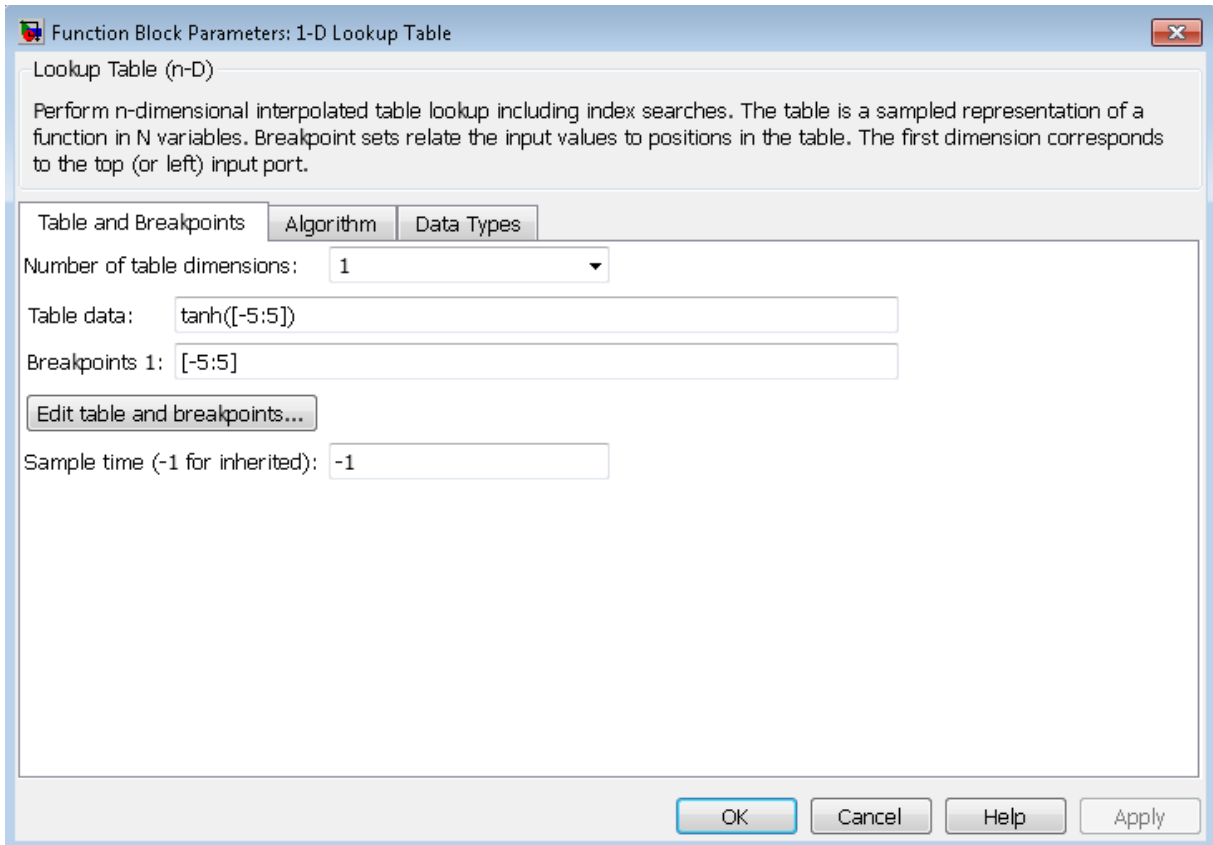 Function Block Parameters: 1-D Lookup Table
Lookup Table (n-D)
Perform n-dimensional interpolated table lookup including index searches. The table is a sampled representation of a
function in N variables. Breakpoint sets relate the input values to positions in the table. The first dimension corresponds
to the top (or left) input port.
Table and Breakpoints Algorithm Data Types
Number of table dimensions: 1
Table data: tanh([-5:5])
Breakpoints 1: [-5:5]
Edit table and breakpoints...
Sample time (-1 for inherited): -1
OK Cancel Help Apply